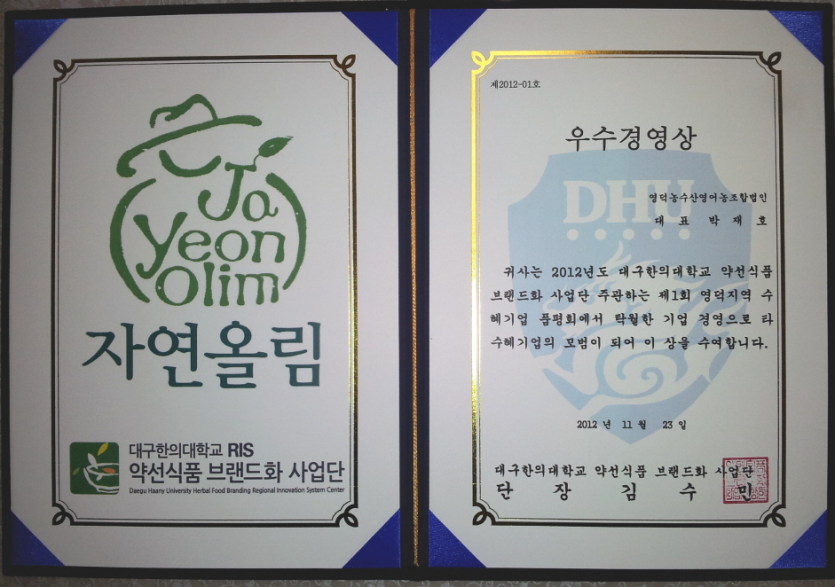 Ja
Yeon
Olim
자연올림
대구한의대학교 RIS
약선식품 브랜드화 사업단
Daegu Haany University Herbal Food Branding Regional Innovation System Center
제2012-01호
우수경영상
DHU
영덕농수산영어농조합법인
대 표 박 재 호
귀사는 2012년도 대구한의대학교 약선식품
브랜드화 사업단 주관하는 제1회 영덕지역 수
혜기업 품평회에서 탁월한 기업 경영으로 타
수혜기업의 모범이 되어 이 상을 수여합니다.
2012 년 11 월 23 일
대구한의대학교 약선식품 브랜드화 사업단
단 장 김 수 민